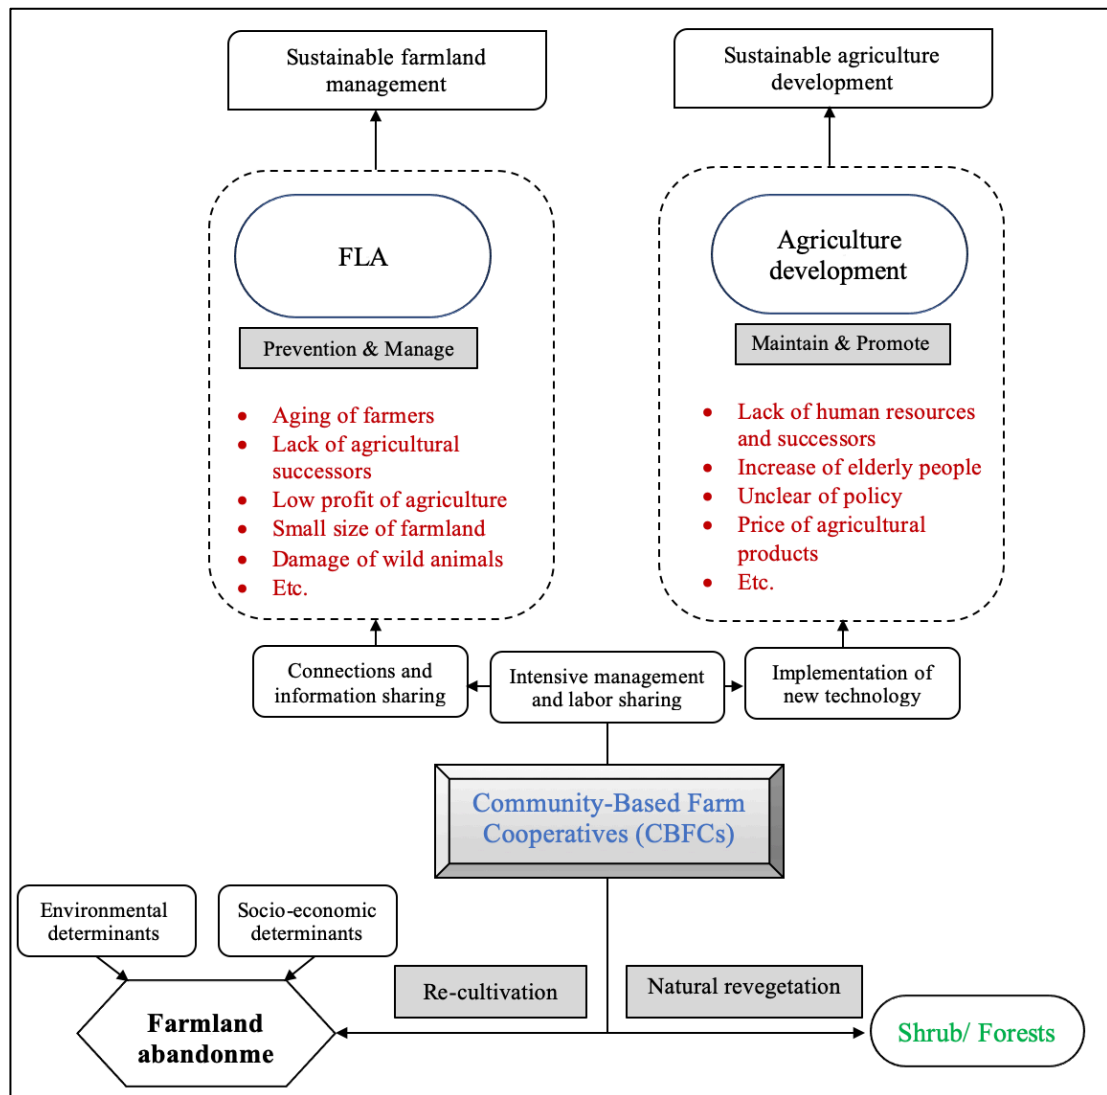 Sustainable farmland
management
Sustainable agriculture
development
FLA
Agriculture
development
Prevention & Manage
Maintain & Promote
• Aging of farmers
• Lack of agricultural
successors
• Low profit of agriculture
• Small size of farmland
• Damage of wild animals
• Etc.
• Lack of human resources
and successors
• Increase of elderly people
• Unclear of policy
• Price of agricultural
products
• Etc.
Connections and
information sharing
Intensive management
and labor sharing
Implementation of
new technology
Community-Based Farm
Cooperatives (CBFCs)
Environmental
determinants
Socio-economic
determinants
Re-cultivation
Natural revegetation
Farmland
abandonme
Shrub/ Forests